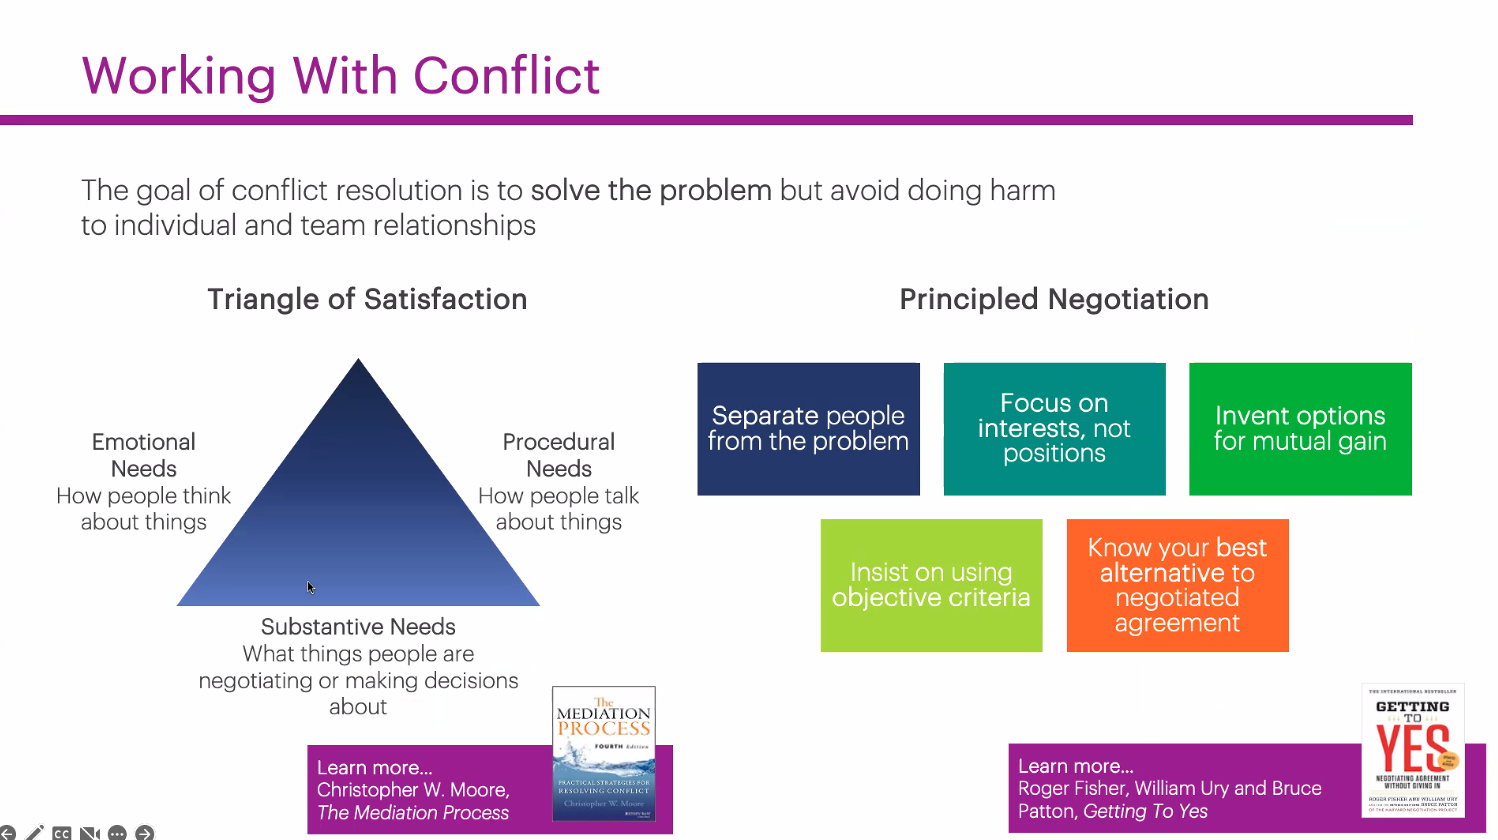 Working With Conflict
The goal of conflict resolution is to solve the problem but avoid doing harm
to individual and team relationships
Triangle of Satisfaction
Emotional
Needs
How people think
about things
Procedural
Needs
How people talk
about things
Substantive Needs
What things people are
negotiating or making decisions
about
Learn more...
Christopher W. Moore,
The Mediation Process
The
MEDIATION
PROCESS
FOURTH Edition
PRACTICAL STRATEGIES FOR
RESOLVING CONFLICT
Christopher W. Moore
Principled Negotiation
Separate people
from the problem
Focus on
interests, not
positions
Invent options
for mutual gain
Insist on using
objective criteria
Know your best
alternative to
negotiated
agreement
Learn more...
Roger Fisher, William Ury and Bruce
Patton, Getting To Yes
THE INTERNATIONAL BESTSELLER
GETTING
TO
YES
NEGOTIATING AGREEMENT
WITHOUT GIVING IN
ROGER FISHER AND WILLIAM URY
BRUCE PATTON
OF THE HARVARD NEGOTIATION PROJECT
CC